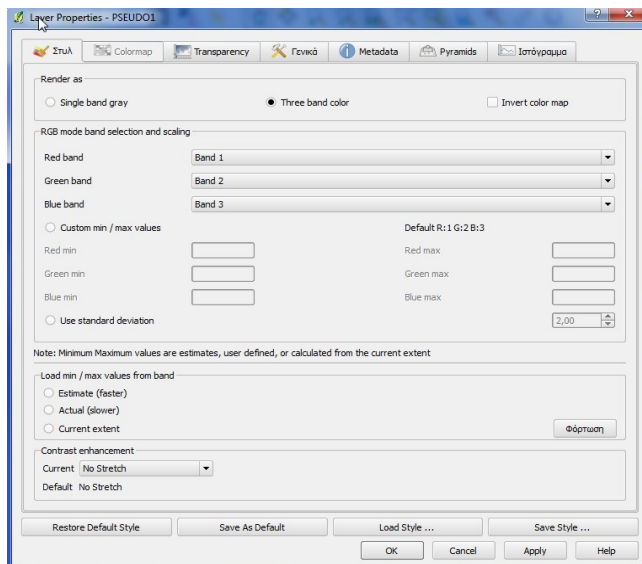 Layer Properties - PSEUDO1
Στυλ Colormap Transparency Γενικά Metadata Pyramids Ιστόγραμμα
Render as
Single band gray Three band color Invert color map
RGB mode band selection and scaling
Red band Band 1
Green band Band 2
Blue band Band 3
Custom min / max values Default R:1 G:2 B:3
Red min Red max
Green min Green max
Blue min Blue max
Use standard deviation 2,00
Note: Minimum Maximum values are estimates, user defined, or calculated from the current extent
Load min / max values from band
Estimate (faster)
Actual (slower)
Current extent Φόρτωση
Contrast enhancement
Current No Stretch
Default No Stretch
Restore Default Style Save As Default Load Style ... Save Style ...
OK Cancel Apply Help